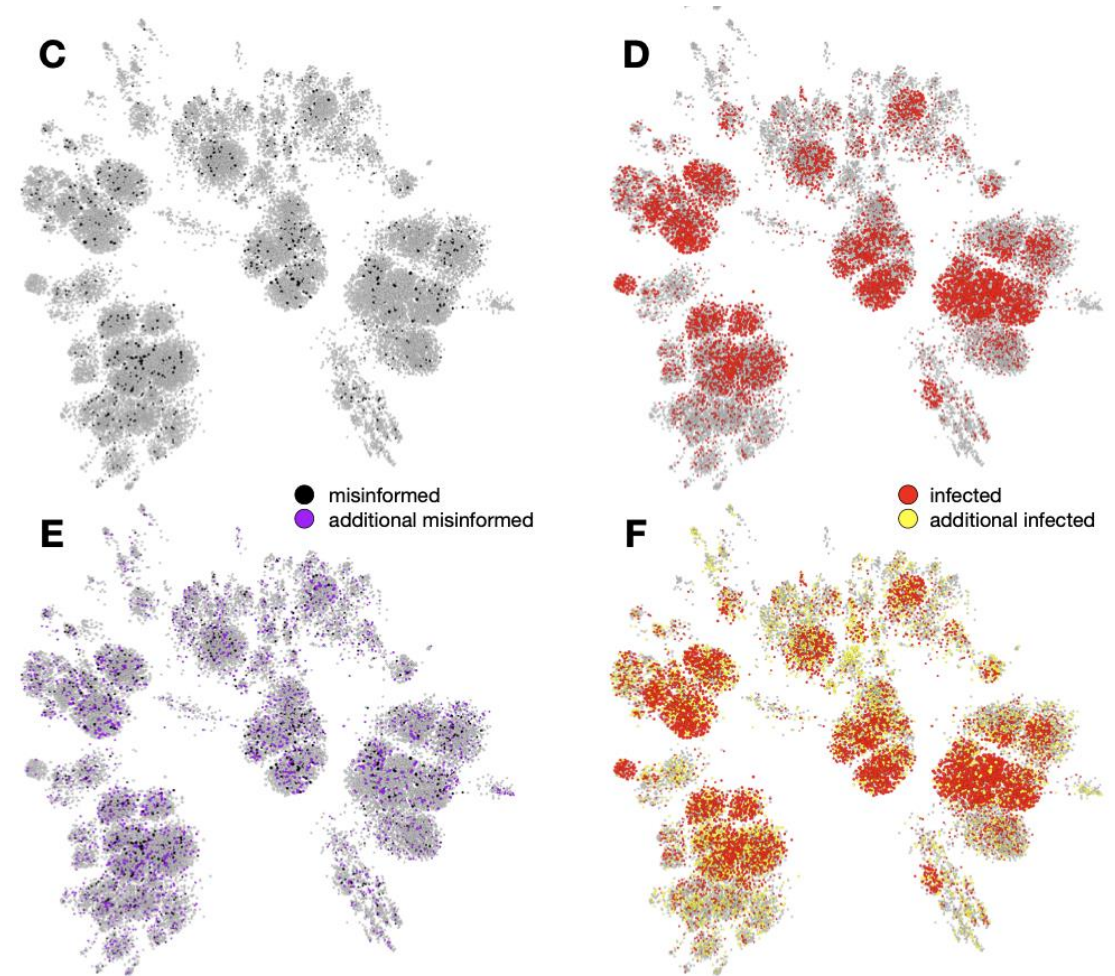 C
D
misinformed
additional misinformed
infected
additional infected
E
F